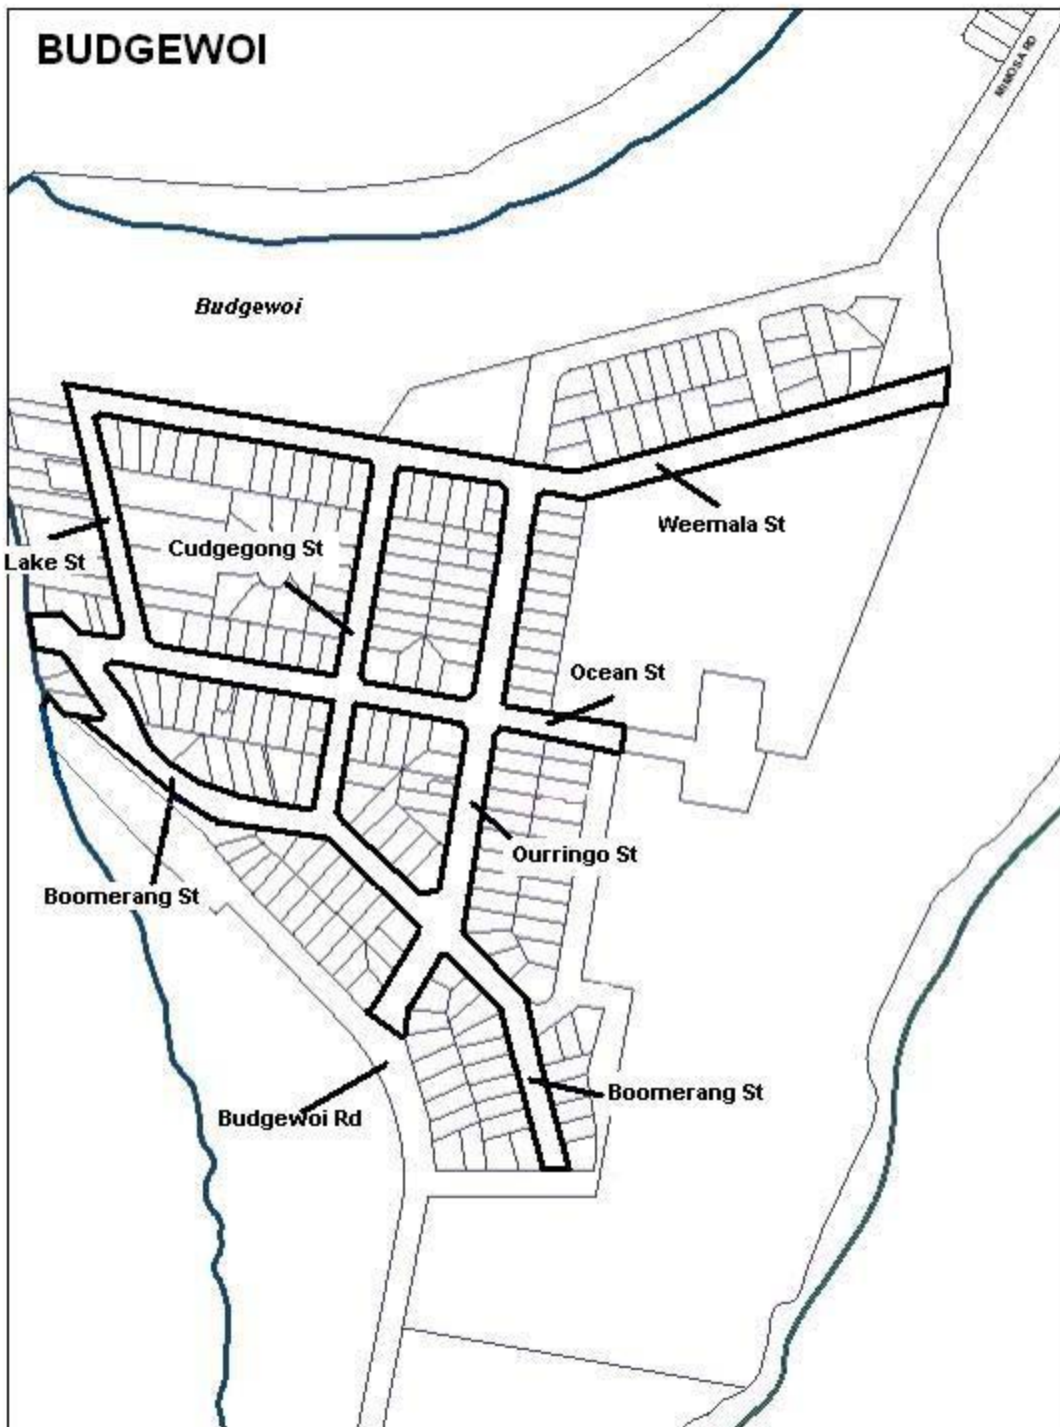 BUDGEWOI
MIMOSA RD
Budgewoi
Weemala St
Cudgegong St
Lake St
Ocean St
Ourringo St
Boomerang St
Boomerang St
Budgewoi Rd